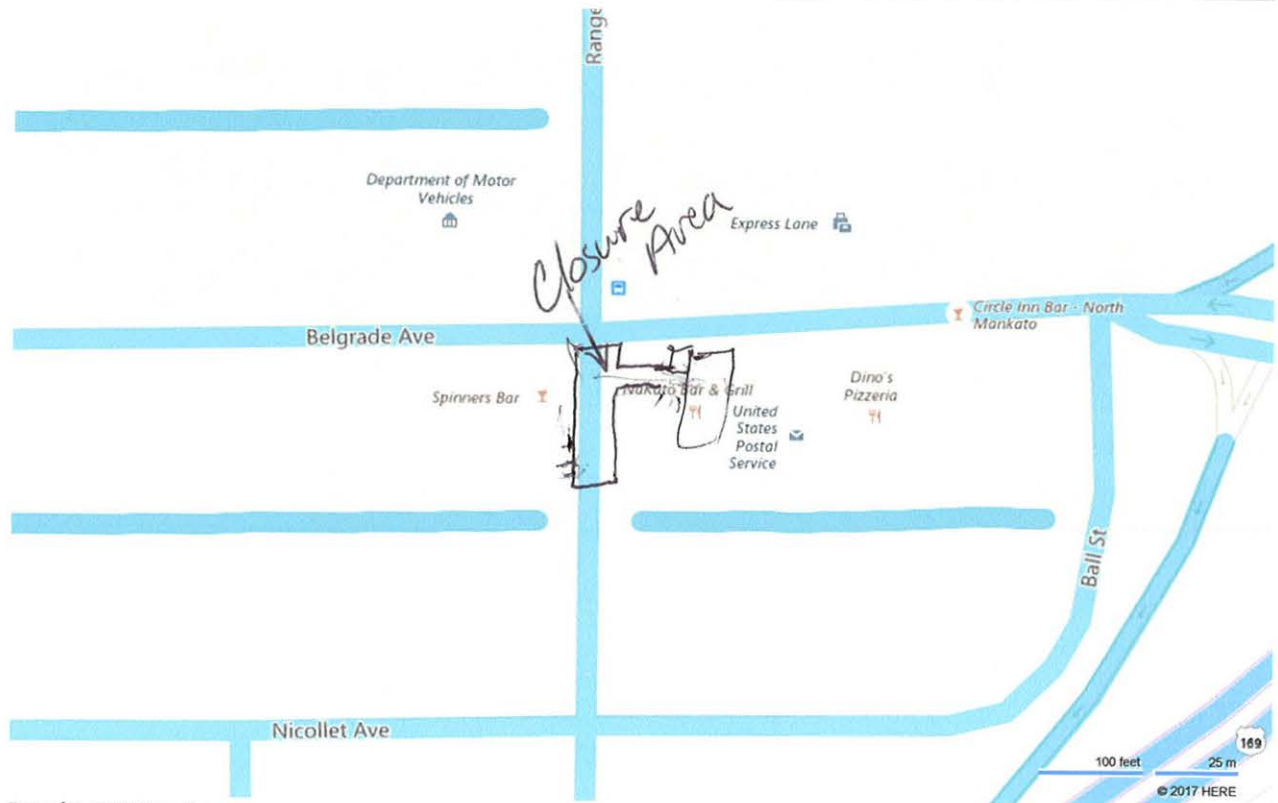 Range
Department of Motor
Vehicles
Closure
Area
Express Lane
Circle Inn Bar - North
Mankato
Belgrade Ave
Spinners Bar
NaKato Bar & Grill
Dino's
Pizzeria
United
States
Postal
Service
Ball St
Nicollet Ave
169
100 feet
25 m
© 2017 HERE